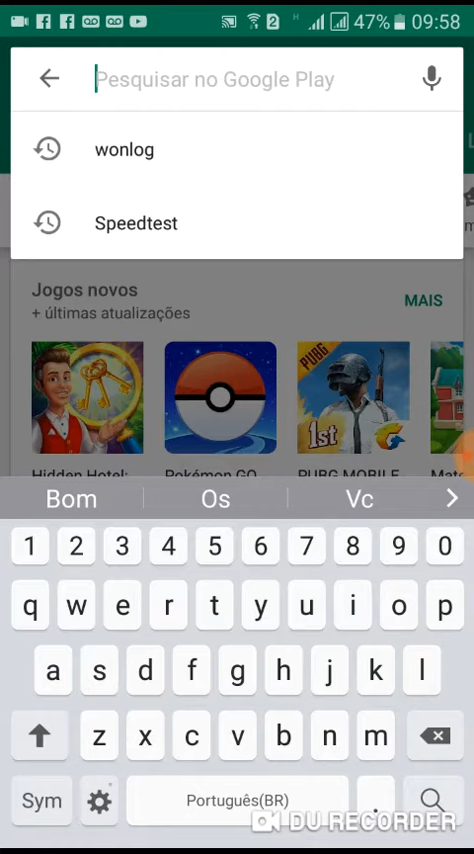 2 H 47% 09:58
Pesquisar no Google Play
wonlog
Speedtest
Jogos novos
+ últimas atualizações
MAIS
PUBG
1st
Hidden Hotel: Pokémon GO PUBG MOBILE
Bom Os Vc
1 2 3 4 5 6 7 8 9 0
q w e r t y u i o p
a s d f g h j k l
z x c v b n m
Sym Português(BR) .
DU RECORDER